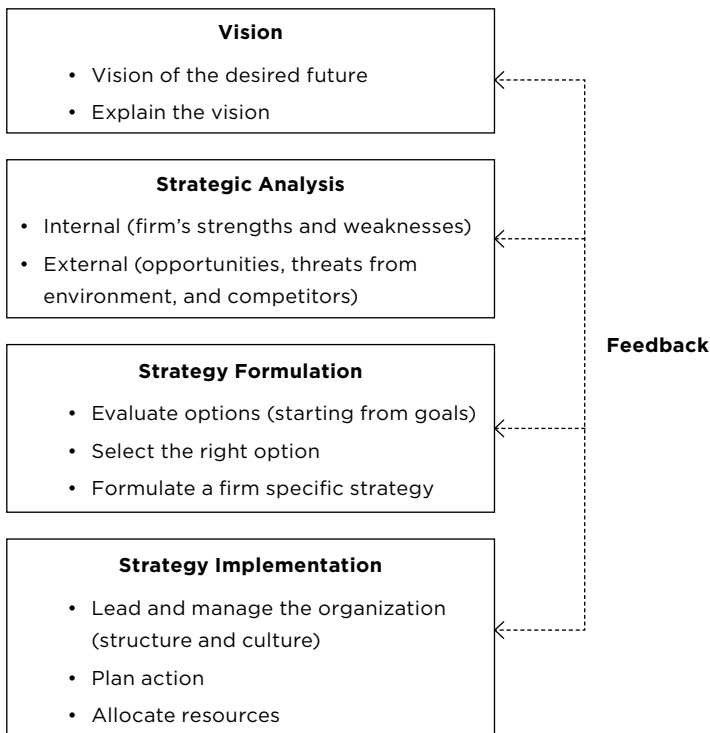 Vision
• Vision of the desired future
• Explain the vision
Strategic Analysis
• Internal (firm’s strengths and weaknesses)
• External (opportunities, threats from
environment, and competitors)
Feedback
Strategy Formulation
• Evaluate options (starting from goals)
• Select the right option
• Formulate a firm specific strategy
Strategy Implementation
• Lead and manage the organization
(structure and culture)
• Plan action
• Allocate resources